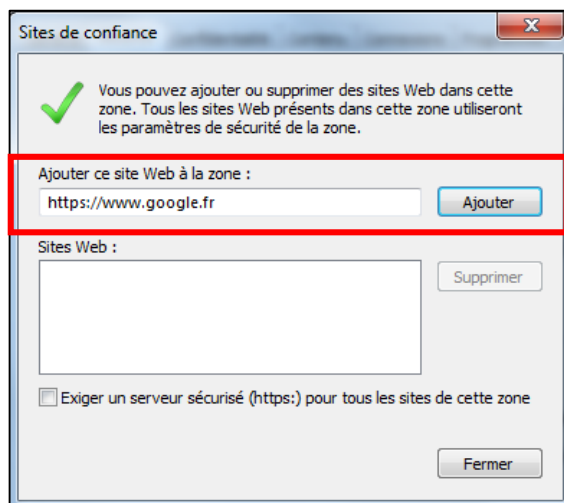 Sites de confiance
Vous pouvez ajouter ou supprimer des sites Web dans cette
zone. Tous les sites Web présents dans cette zone utiliseront
les paramètres de sécurité de la zone.
Ajouter ce site Web à la zone :
https://www.google.fr
Ajouter
Sites Web :
Supprimer
Exiger un serveur sécurisé (https:) pour tous les sites de cette zone
Fermer